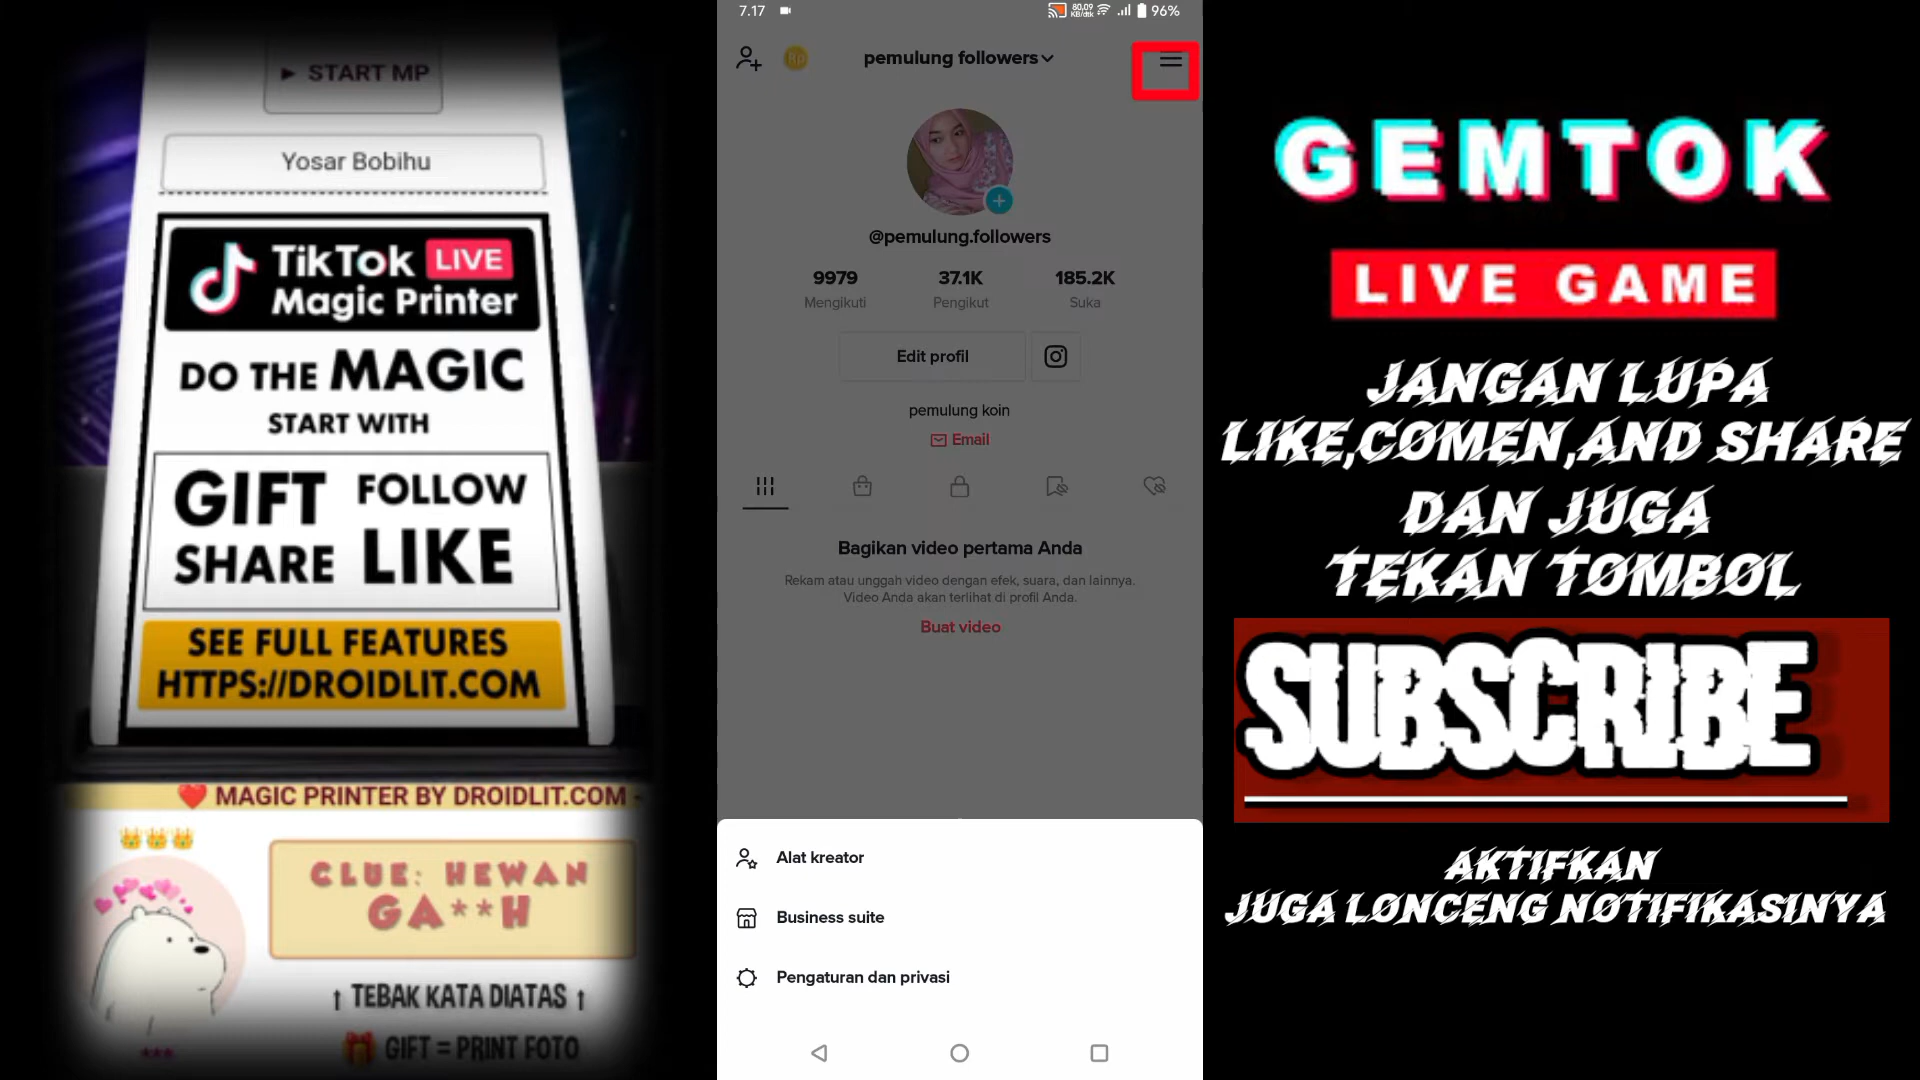 ► START MP
Yosar Bobihu
TikTok LIVE
Magic Printer
DO THE MAGIC
START WITH
GIFT FOLLOW
SHARE LIKE
SEE FULL FEATURES
HTTPS://DROIDLIT.COM
❤️ MAGIC PRINTER BY DROIDLIT.COM -
CLUE: HEWAN
GA**H
↑ TEBAK KATA DIATAS ↑
🎁 GIFT = PRINT FOTO
7.17
80,09
KB/dtk
96%
Rp
pemulung followers
@pemulung.followers
9979 37.1K 185.2K
Mengikuti Pengikut Suka
Edit profil
pemulung koin
Email
Bagikan video pertama Anda
Rekam atau unggah video dengan efek, suara, dan lainnya.
Video Anda akan terlihat di profil Anda.
Buat video
Alat kreator
Business suite
Pengaturan dan privasi
GEMTOK
LIVE GAME
JANGAN LUPA
LIKE,COMEN,AND SHARE
DAN JUGA
TEKAN TOMBOL
SUBSCRIBE
AKTIFKAN
JUGA LONCENG NOTIFIKASINYA